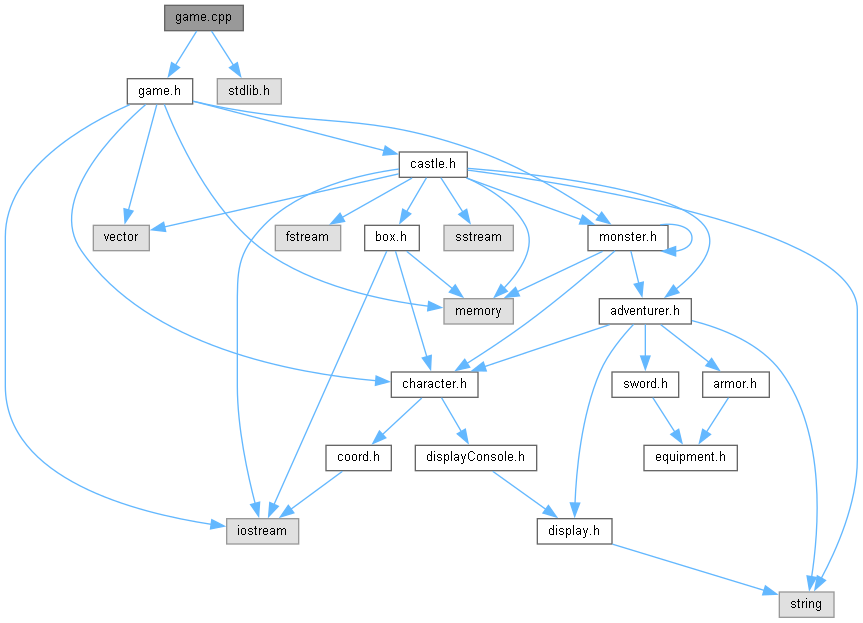 game.cpp
game.h
stdlib.h
castle.h
vector
fstream
box.h
sstream
monster.h
memory
adventurer.h
character.h
sword.h
armor.h
coord.h
displayConsole.h
equipment.h
iostream
display.h
string